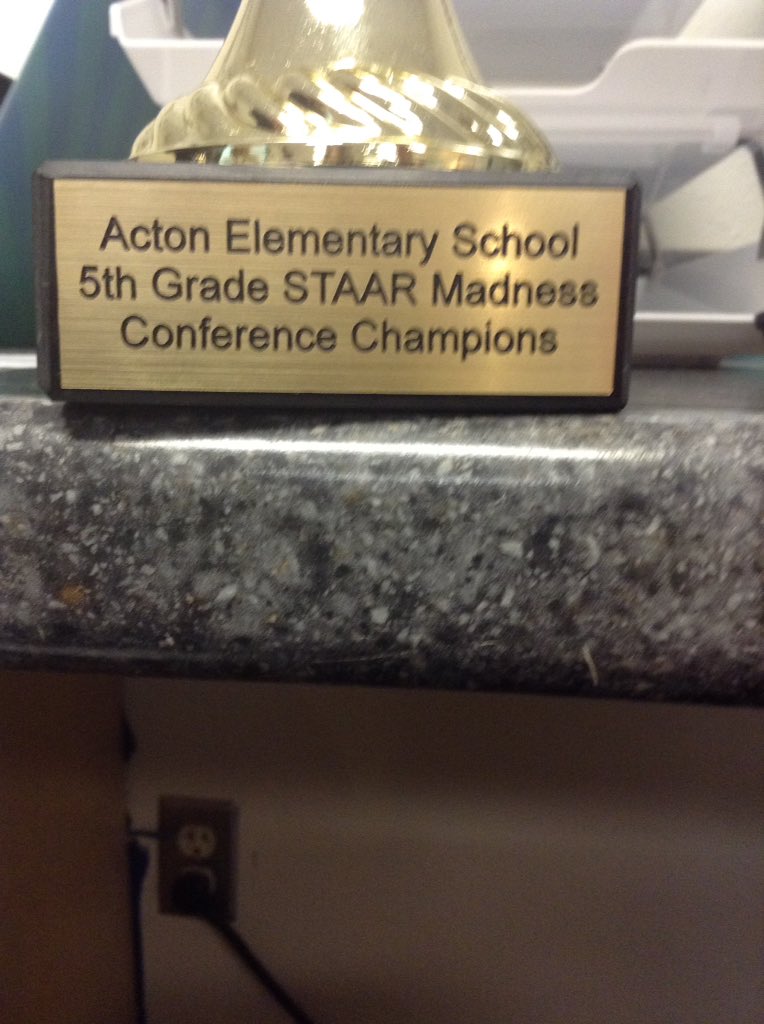 Acton Elementary School
5th Grade STAAR Madness
Conference Champions